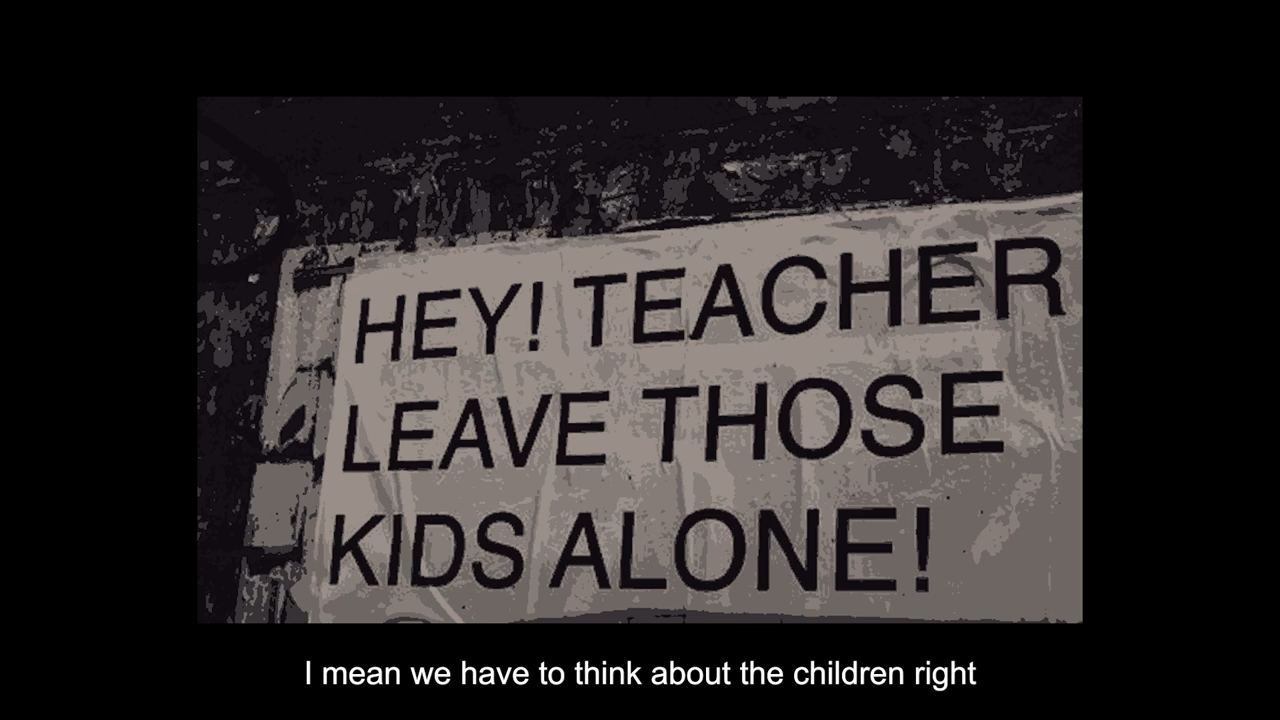 HEY! TEACHER
LEAVE THOSE
KIDS ALONE!
I mean we have to think about the children right